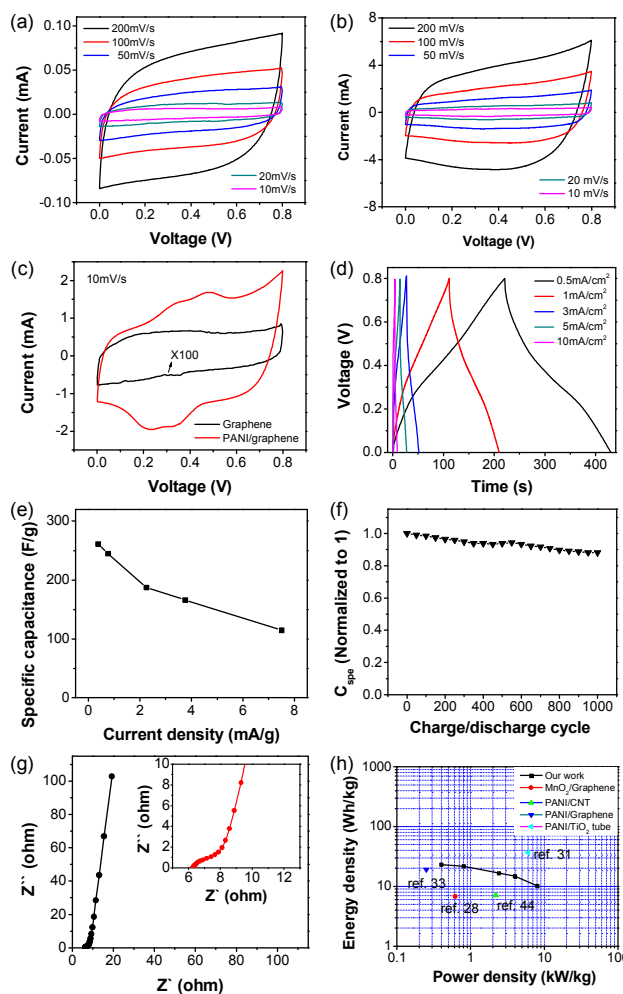 (a)
200mV/s
100mV/s
50mV/s
20mV/s
10mV/s
Current (mA)
0.10
0.05
0.00
-0.05
-0.10
0.0 0.2 0.4 0.6 0.8
Voltage (V)
(b)
200 mV/s
100 mV/s
50 mV/s
20 mV/s
10 mV/s
Current (mA)
8
4
0
-4
-8
0.0 0.2 0.4 0.6 0.8
Voltage (V)
(c)
10mV/s
X100
Graphene
PANI/graphene
Current (mA)
2
1
0
-1
-2
0.0 0.2 0.4 0.6 0.8
Voltage (V)
(d)
0.5mA/cm²
1mA/cm²
3mA/cm²
5mA/cm²
10mA/cm²
Voltage (V)
0.8
0.6
0.4
0.2
0.0
0 100 200 300 400
Time (s)
(e)
Specific capacitance (F/g)
300
250
200
150
100
50
0
0 2 4 6 8
Current density (mA/g)
(f)
C_spe (Normalized to 1)
1.2
1.0
0.8
0.6
0.4
0.2
0.0
0 200 400 600 800 1000
Charge/discharge cycle
(g)
Z`` (ohm)
100
80
60
40
20
0
0 20 40 60 80 100
Z` (ohm)
Z`` (ohm)
10
8
6
4
2
0
6 8 10 12
Z` (ohm)
(h)
Our work
MnO₂/Graphene
PANI/CNT
PANI/Graphene
PANI/TiO₂ tube
ref. 31
ref. 33
ref. 28
ref. 44
Energy density (Wh/kg)
1000
100
10
1
0.1
0.1 1 10
Power density (kW/kg)